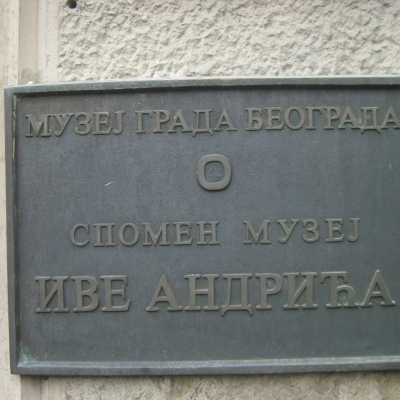 МУЗЕЈ ГРАДА БЕОГРАДА
О
СПОМЕН МУЗЕЈ
ИВЕ АНДРИЋА